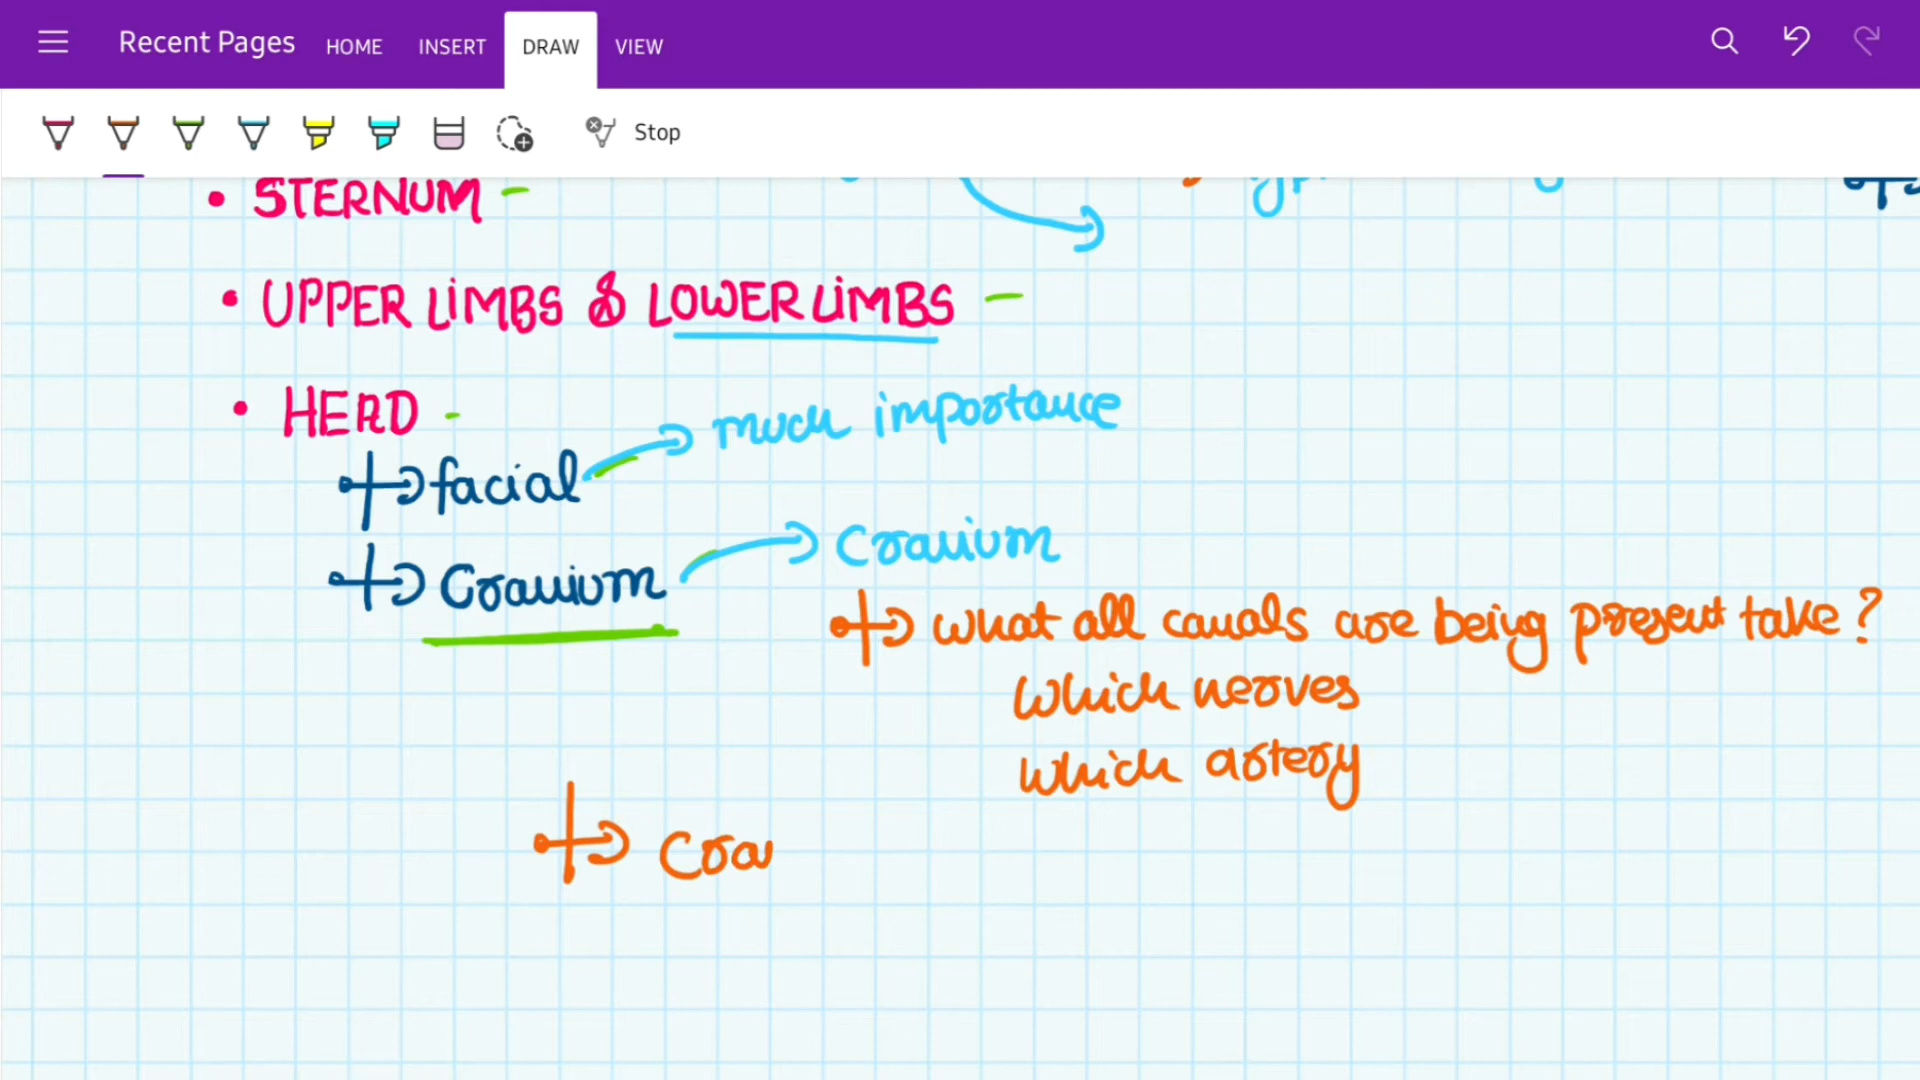 Recent Pages HOME INSERT DRAW VIEW
Stop
• STERNUM -
• UPPER LIMBS & LOWER LIMBS -
• HEAD -
facial
much importance
Cranium
Cranium
what all canals are being present take?
which nerves
which artery
Cran